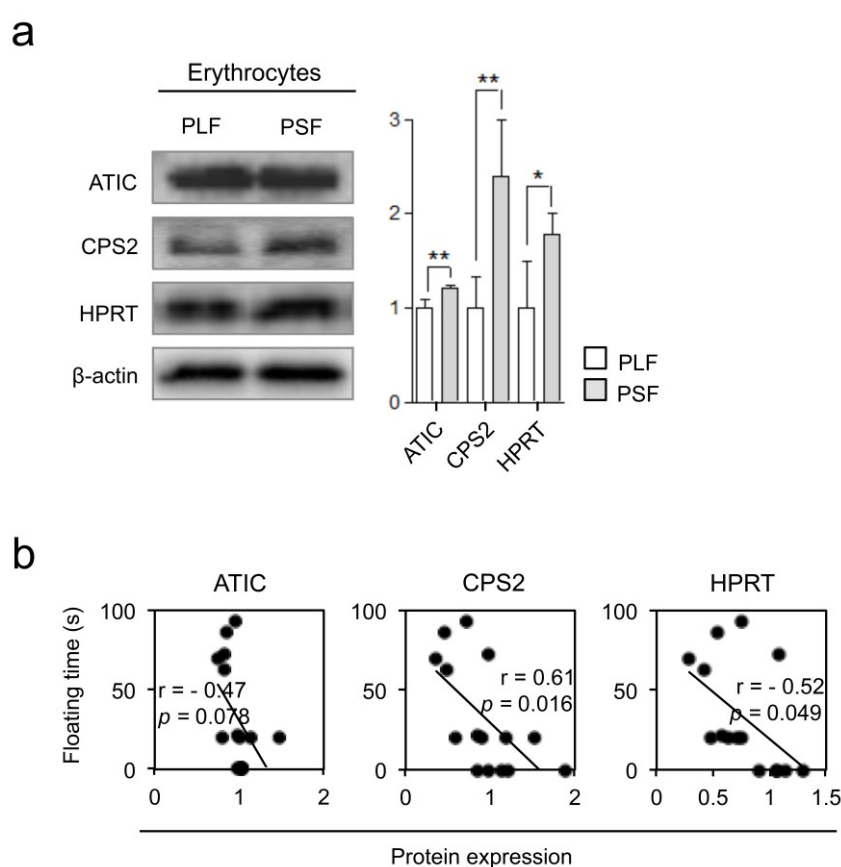 a
Erythrocytes
PLF PSF
ATIC
CPS2
HPRT
β-actin
3
2
1
0
**
**
*
ATIC CPS2 HPRT
PLF
PSF
b
ATIC CPS2 HPRT
Floating time (s)
100
50
0
r = - 0.47
p = 0.078
0 1 2
100
50
0
r = 0.61
p = 0.016
0 1 2
100
50
0
r = - 0.52
p = 0.049
0 0.5 1 1.5
Protein expression